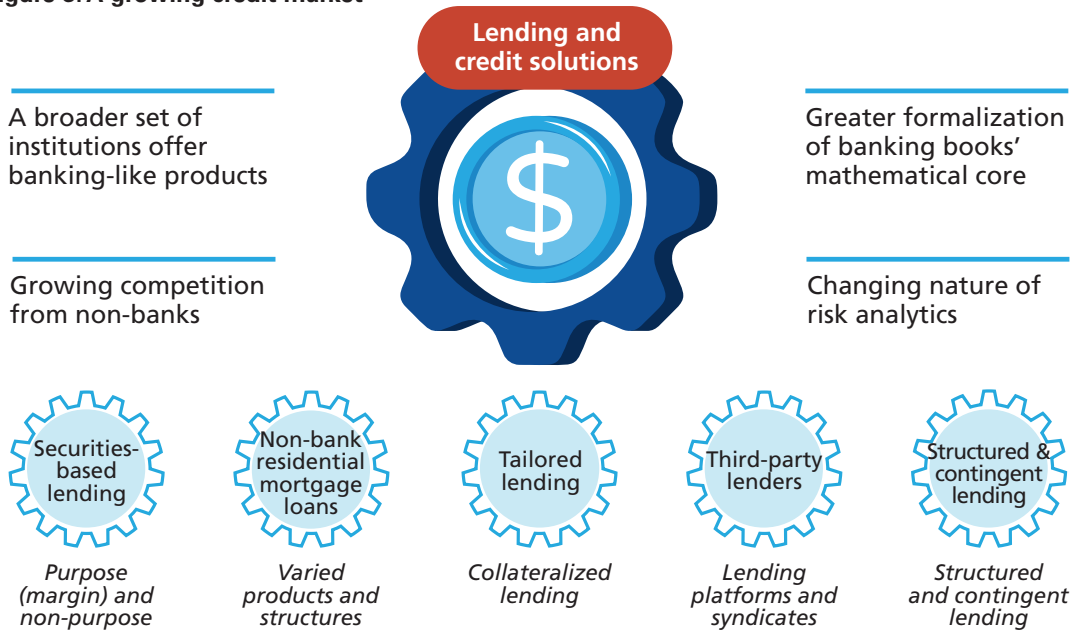 A growing credit market
Lending and
credit solutions
A broader set of
institutions offer
banking-like products
Greater formalization
of banking books’
mathematical core
Growing competition
from non-banks
Changing nature of
risk analytics
$
Securities-
based
lending
Non-bank
residential
mortgage
loans
Tailored
lending
Third-party
lenders
Structured &
contingent
lending
Purpose
(margin) and
non-purpose
Varied
products and
structures
Collateralized
lending
Lending
platforms and
syndicates
Structured
and contingent
lending